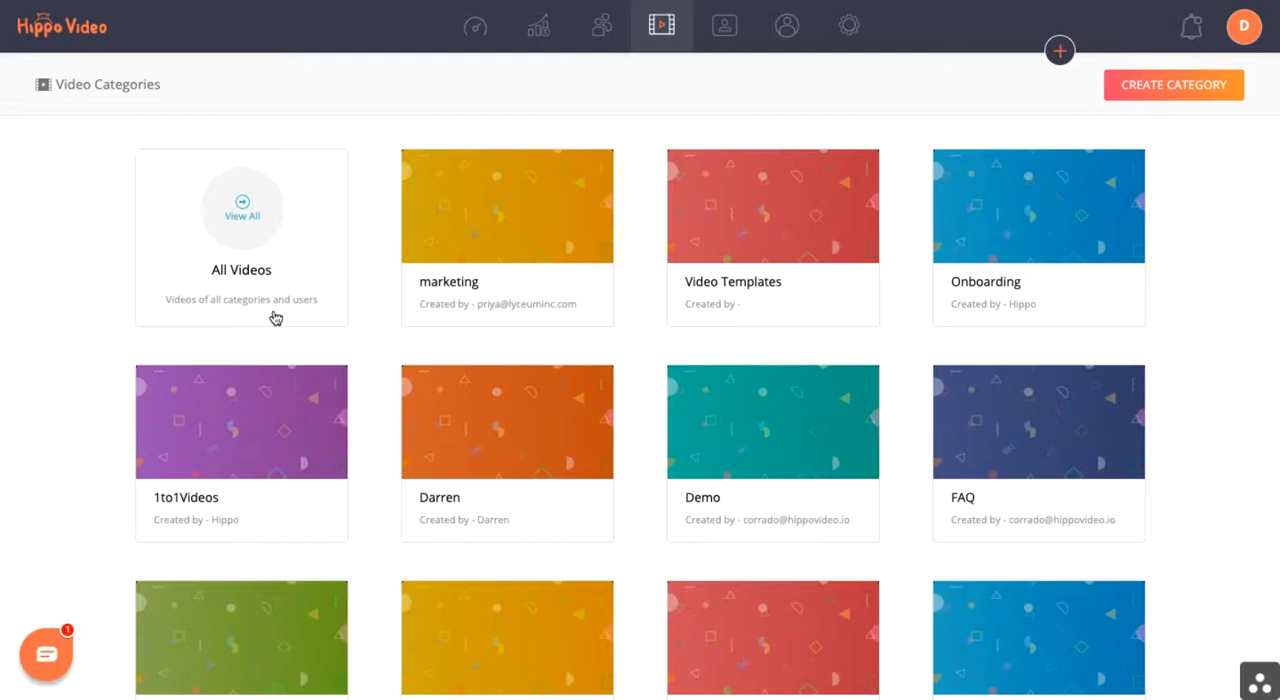 Hippo Video
D
Video Categories
CREATE CATEGORY
View All
All Videos
Videos of all categories and users
marketing
Created by - priya@lyceuminc.com
Video Templates
Created by -
Onboarding
Created by - Hippo
1to1Videos
Created by - Hippo
Darren
Created by - Darren
Demo
Created by - corrado@hippovideo.io
FAQ
Created by - corrado@hippovideo.io
1